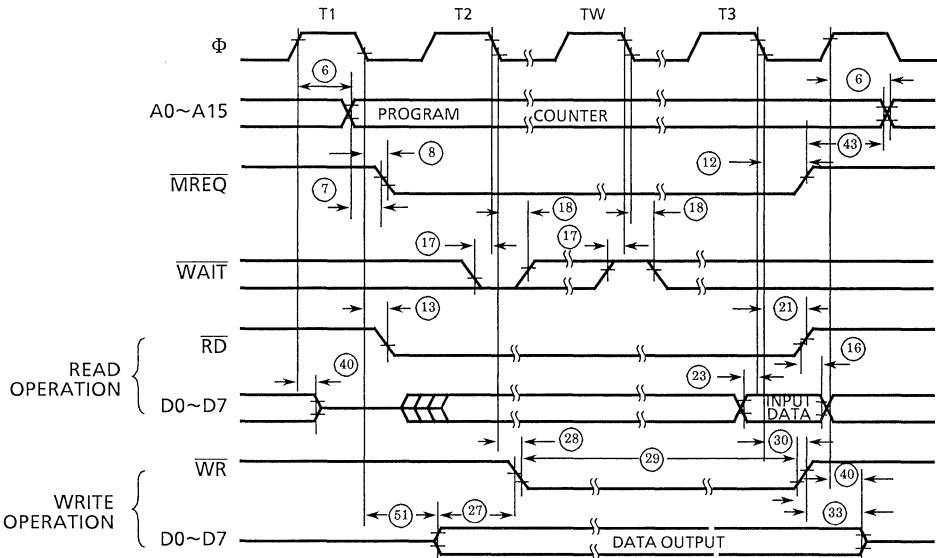 T1 T2 TW T3
Φ
6 6
A0~A15 PROGRAM COUNTER
8 12 43
MREQ
7 18 18
17 17
WAIT
13 21
RD
READ OPERATION
40 23 16
D0~D7 INPUT DATA
28 30
WR 29 40
WRITE OPERATION
51 27 33
D0~D7 DATA OUTPUT